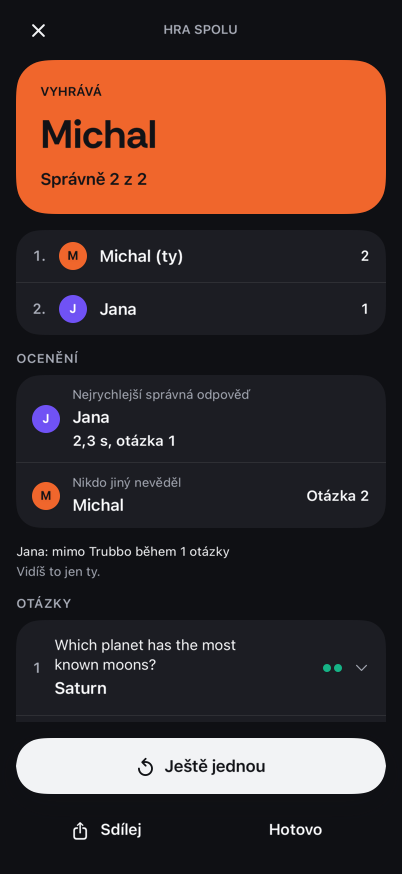 HRA SPOLU
VYHRÁVÁ
Michal
Správně 2 z 2
1. M Michal (ty) 2
2. J Jana 1
OCENĚNÍ
Nejrychlejší správná odpověď
J Jana
2,3 s, otázka 1
Nikdo jiný nevěděl
M Michal Otázka 2
Jana: mimo Trubbo během 1 otázky
Vidíš to jen ty.
OTÁZKY
Which planet has the most
1 known moons?
Saturn
Ještě jednou
Sdílej Hotovo